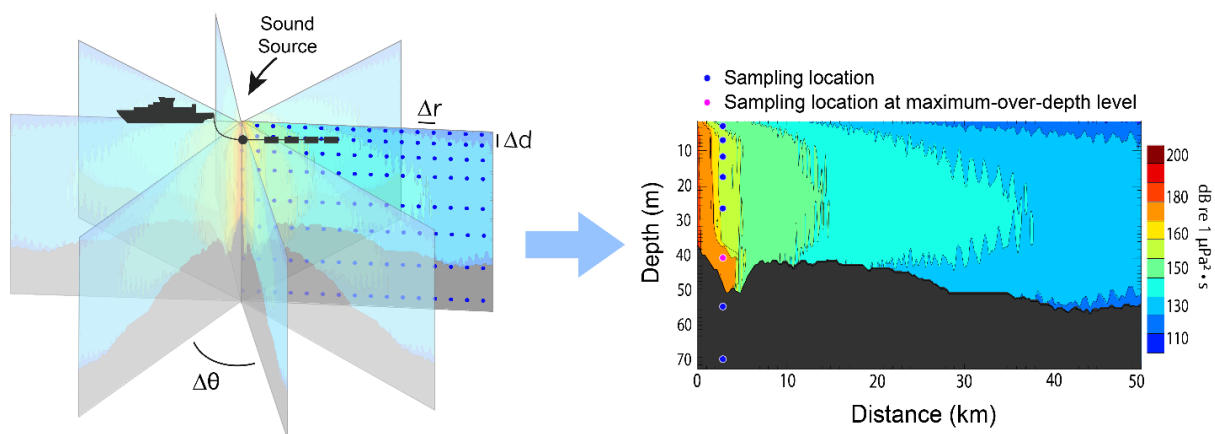 Sound
Source
Δr
Δd
Δθ
Sampling location
Sampling location at maximum-over-depth level
Depth (m)
10
20
30
40
50
60
70
0
10
20
30
40
50
Distance (km)
200
180
160
150
130
110
dB re 1 μPa²·s